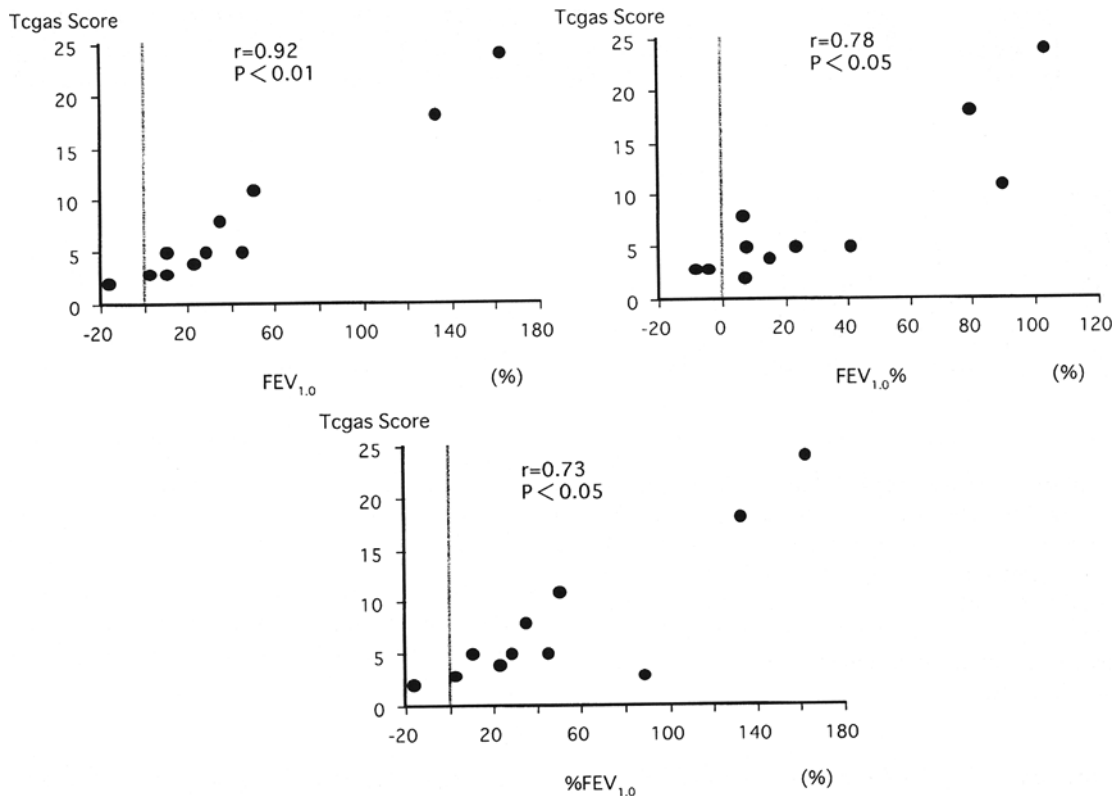 Tcgas Score
r=0.92
P<0.01
25
20
15
10
5
0
-20 20 60 100 140 180
FEV1.0 (%)
Tcgas Score
r=0.78
P<0.05
25
20
15
10
5
0
-20 0 20 40 60 80 100 120
FEV1.0% (%)
Tcgas Score
r=0.73
P<0.05
25
20
15
10
5
0
-20 20 60 100 140 180
%FEV1.0 (%)